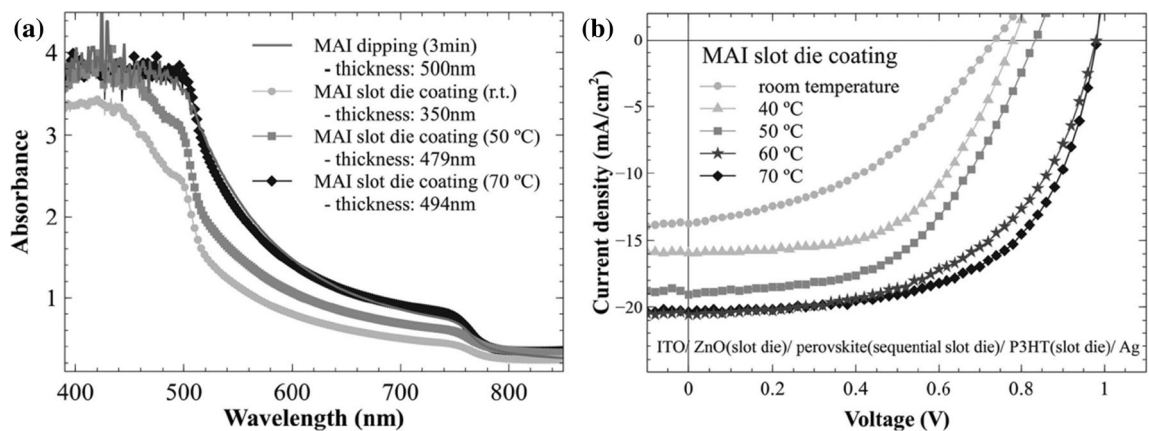 (a)
4
3
2
1
Absorbance
MAI dipping (3min)
- thickness: 500nm
MAI slot die coating (r.t.)
- thickness: 350nm
MAI slot die coating (50 ºC)
- thickness: 479nm
MAI slot die coating (70 ºC)
- thickness: 494nm
400 500 600 700 800
Wavelength (nm)
(b)
0
−5
−10
−15
−20
Current density (mA/cm²)
MAI slot die coating
room temperature
40 ºC
50 ºC
60 ºC
70 ºC
ITO/ ZnO(slot die)/ perovskite(sequential slot die)/ P3HT(slot die)/ Ag
0 0.2 0.4 0.6 0.8 1
Voltage (V)